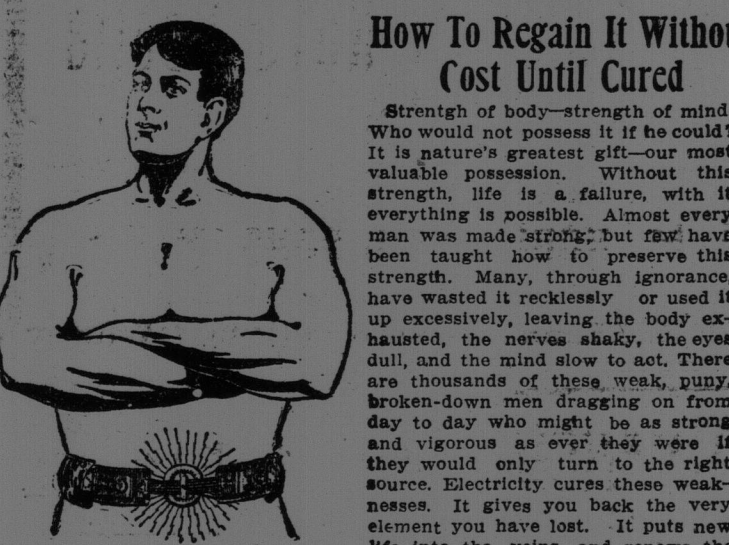 How To Regain It Withou
Cost Until Cured
Strentgh of body—strength of mind
Who would not possess it if he could?
It is nature's greatest gift—our most
valuable possession. Without this
strength, life is a failure, with it
everything is possible. Almost every
man was made strong, but few have
been taught how to preserve this
strength. Many, through ignorance,
have wasted it recklessly or used it
up excessively, leaving the body ex-
hausted, the nerves shaky, the eyes
dull, and the mind slow to act. There
are thousands of these weak, puny,
broken-down men dragging on from
day to day who might be as strong
and vigorous as ever they were if
they would only turn to the right
source. Electricity cures these weak-
nesses. It gives you back the very
element you have lost. It puts new
life into the veins and renews the